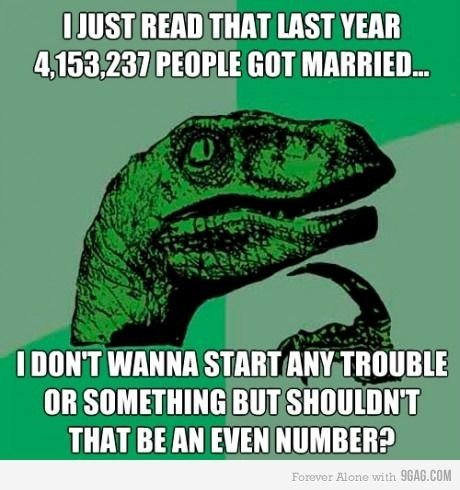 I JUST READ THAT LAST YEAR
4,153,237 PEOPLE GOT MARRIED...
I DON'T WANNA START ANY TROUBLE
OR SOMETHING BUT SHOULDN'T
THAT BE AN EVEN NUMBER?
Forever Alone with 9GAG.COM